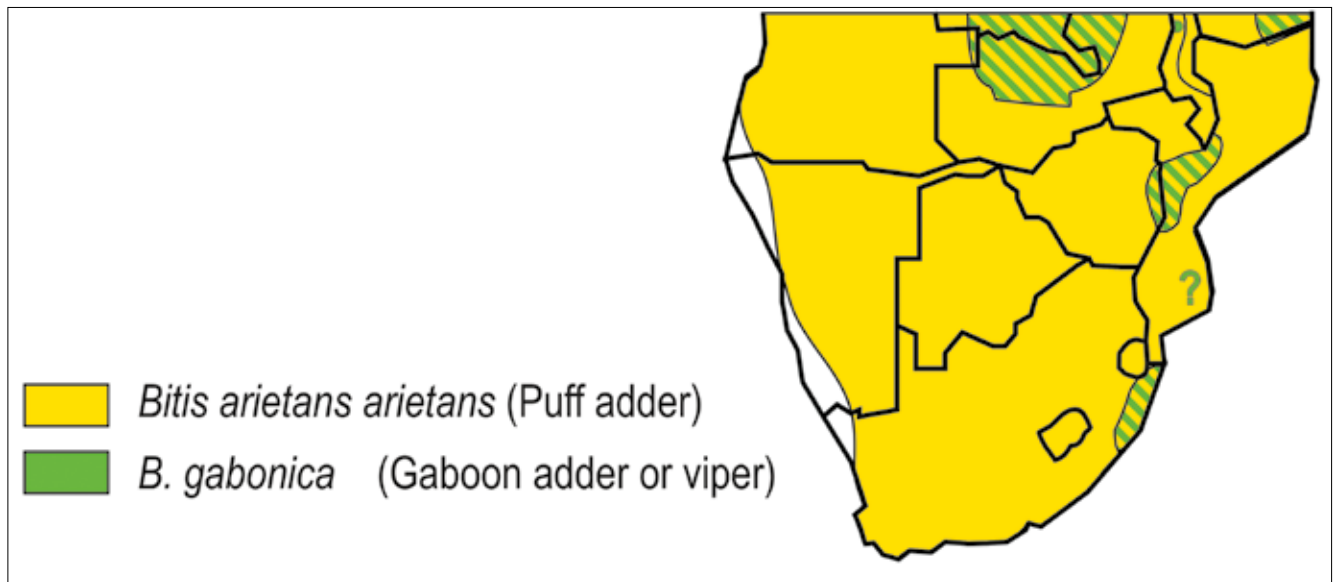 ?
Bitis arietans arietans (Puff adder)
B. gabonica (Gaboon adder or viper)